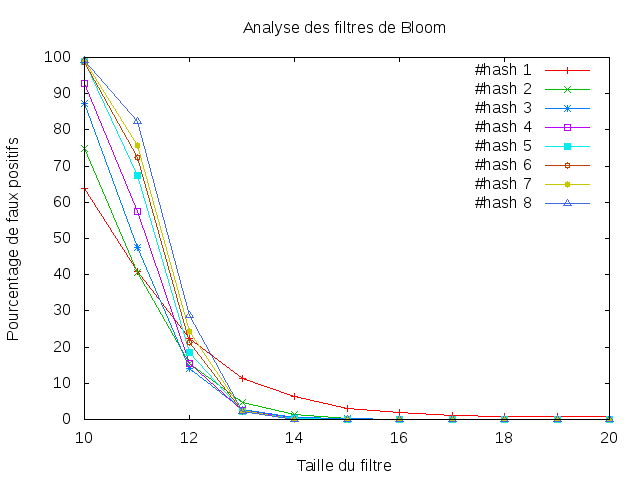 Analyse des filtres de Bloom
Pourcentage de faux positifs
100
90
80
70
60
50
40
30
20
10
0
#hash 1
#hash 2
#hash 3
#hash 4
#hash 5
#hash 6
#hash 7
#hash 8
10 12 14 16 18 20
Taille du filtre